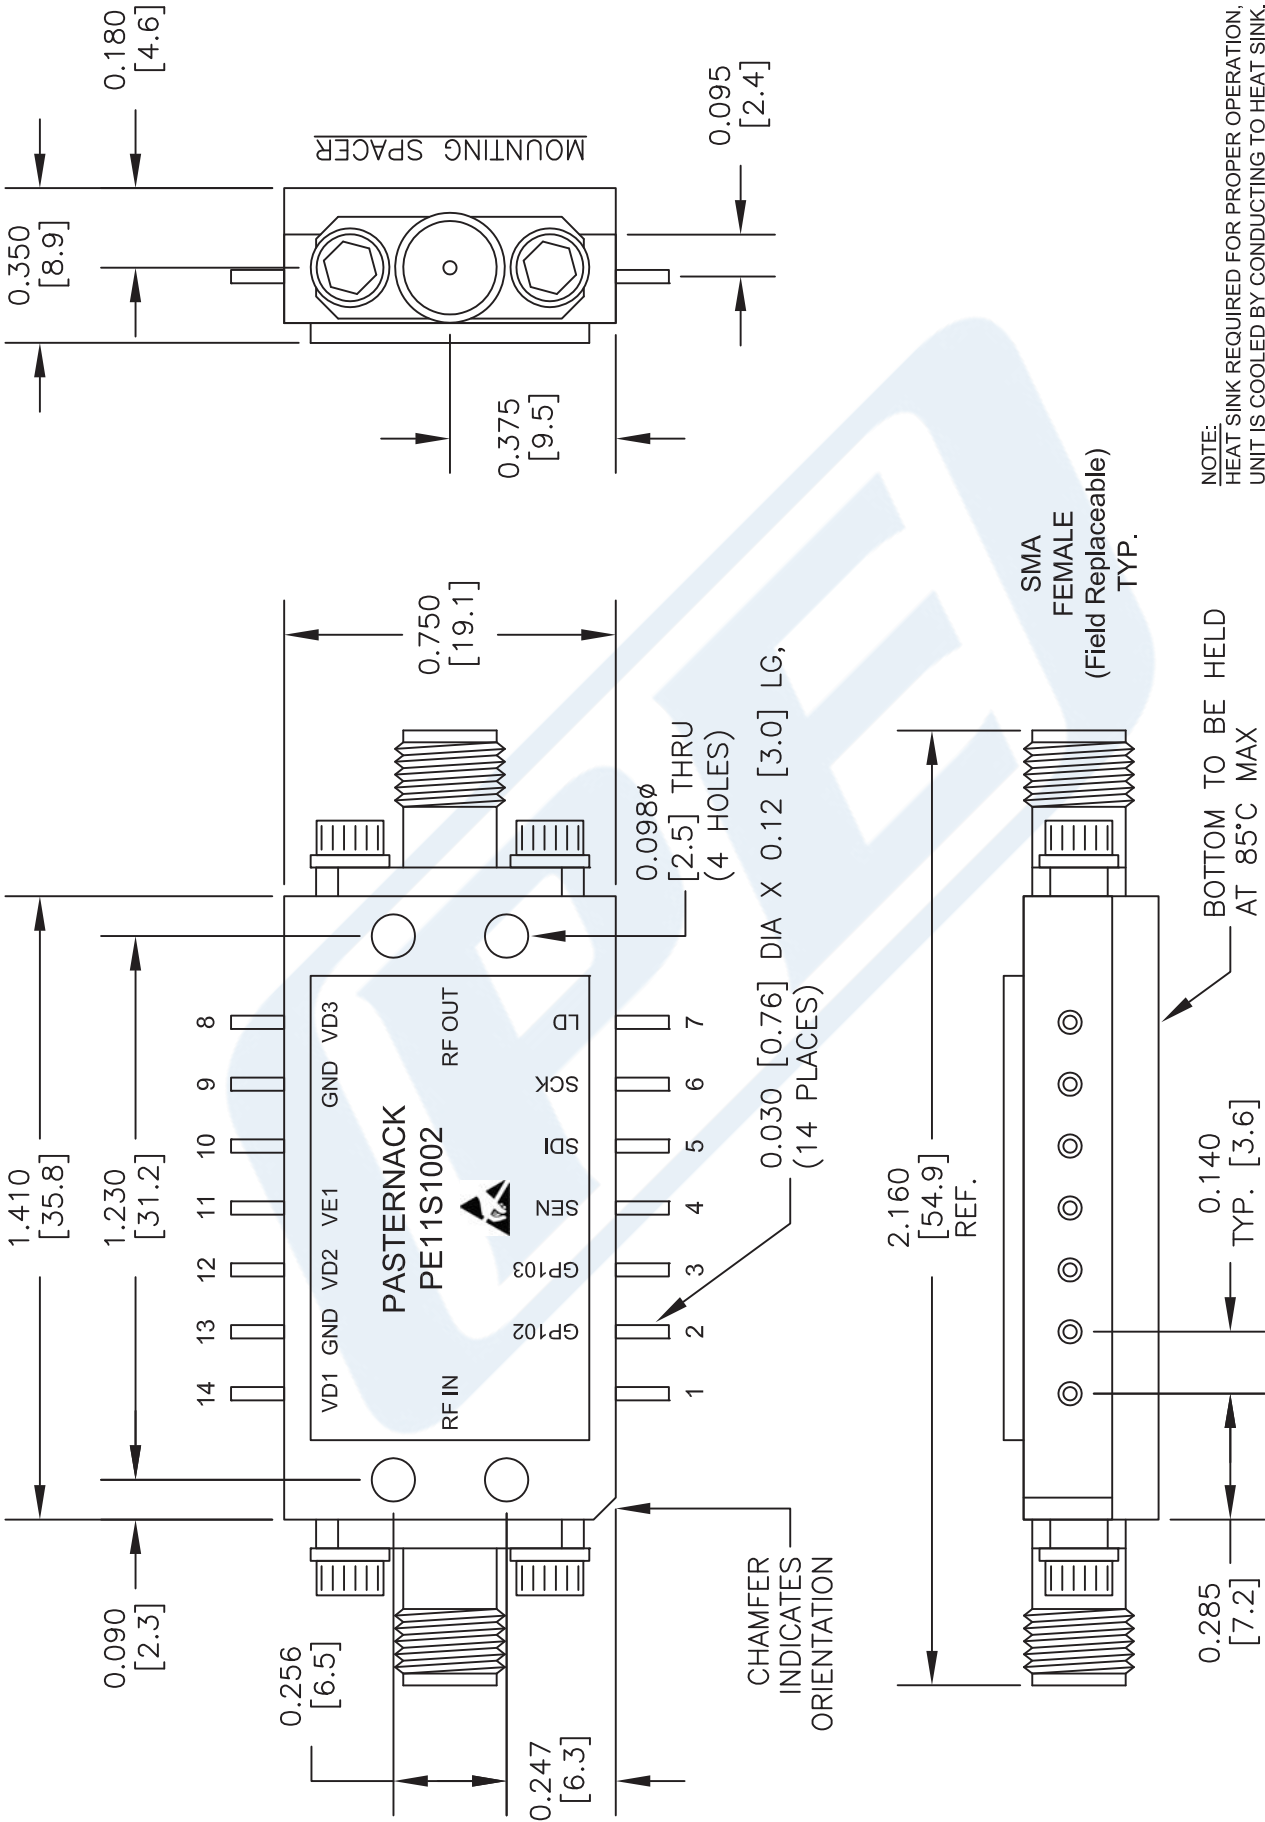 1.410
[35.8]
1.230
[31.2]
0.090
[2.3]
0.256
[6.5]
0.247
[6.3]
14
13
12
11
10
9
8
VD1
GND
VD2
VE1
GND
VD3
RF IN
PASTERNACK
PE11S1002
RF OUT
GP102
GP103
SEN
SDI
SCK
LD
1
2
3
4
5
6
7
0.750
[19.1]
0.098ø
[2.5] THRU
(4 HOLES)
0.030 [0.76] DIA X 0.12 [3.0] LG,
(14 PLACES)
CHAMFER
INDICATES
ORIENTATION
0.350
[8.9]
0.180
[4.6]
MOUNTING SPACER
0.375
[9.5]
0.095
[2.4]
2.160
[54.9]
REF.
SMA
FEMALE
(Field Replaceable)
TYP.
BOTTOM TO BE HELD
AT 85°C MAX
0.285
[7.2]
0.140
TYP. [3.6]
NOTE:
HEAT SINK REQUIRED FOR PROPER OPERATION,
UNIT IS COOLED BY CONDUCTING TO HEAT SINK.
PE